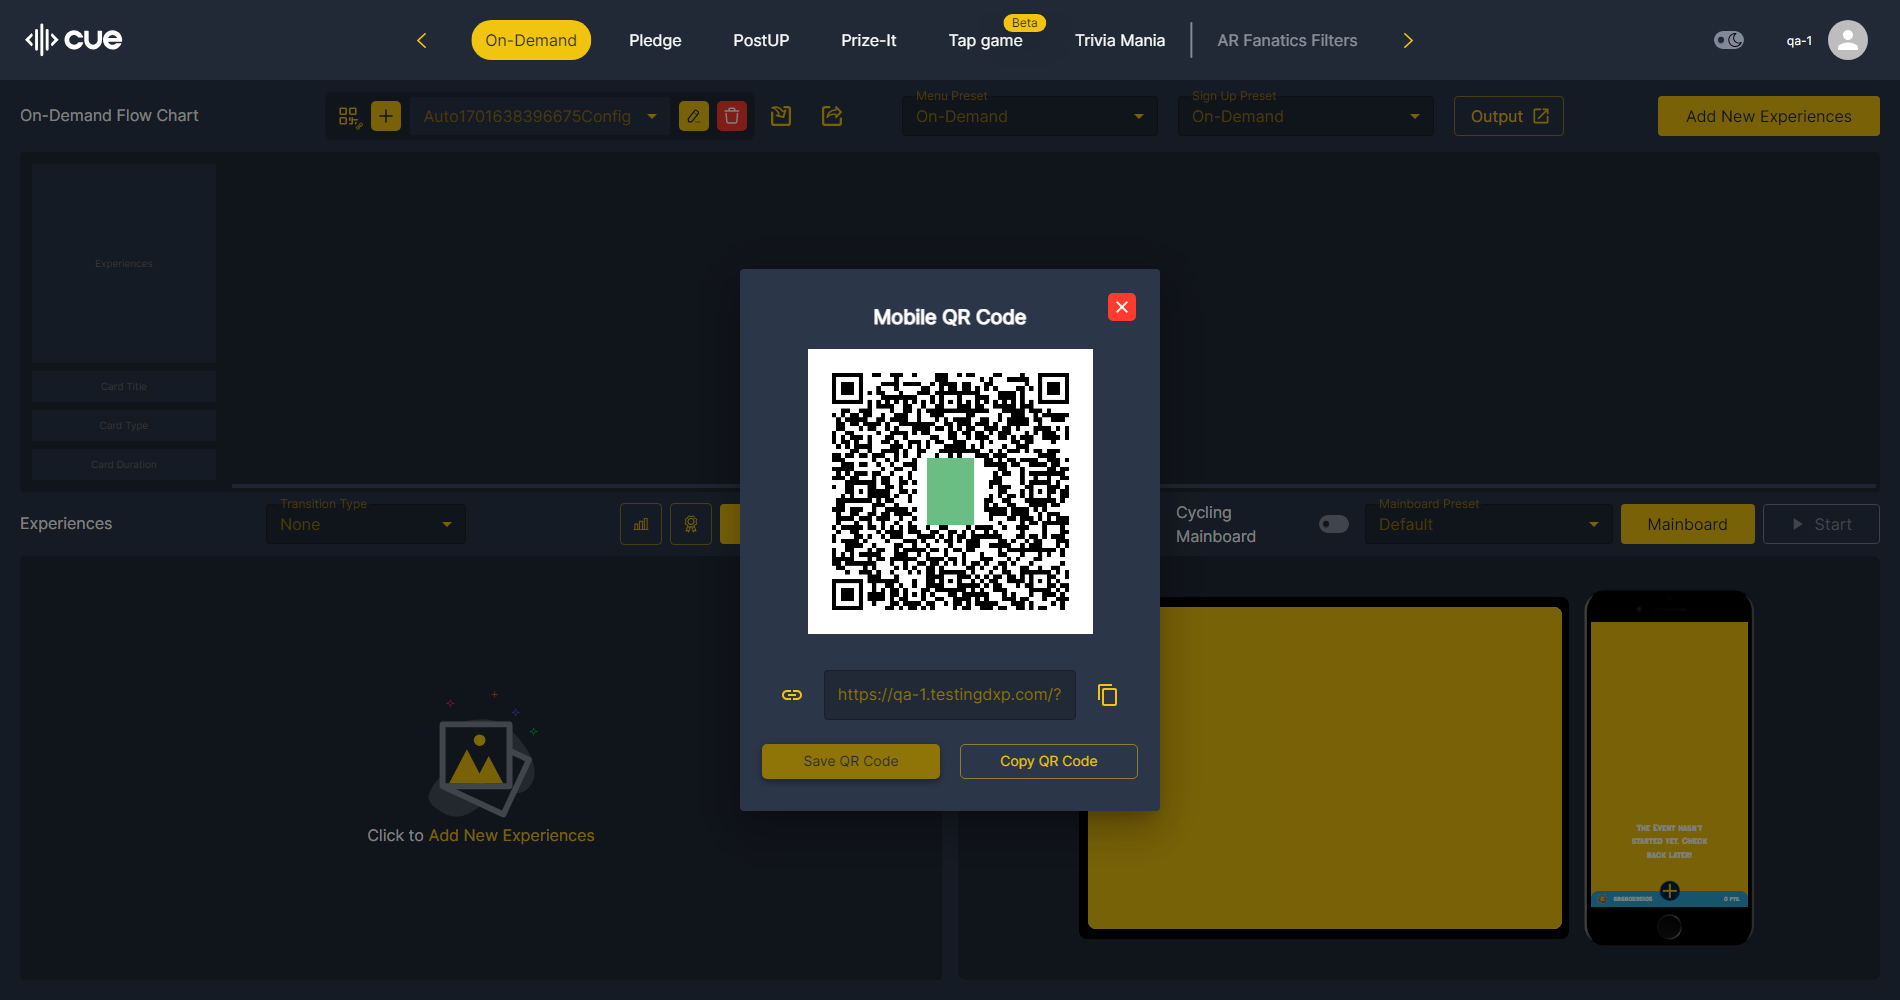 cue
On-Demand
Pledge
PostUP
Prize-It
Tap game
Beta
Trivia Mania
AR Fanatics Filters
qa-1
On-Demand Flow Chart
Auto1701638396675Config
Menu Preset
On-Demand
Sign Up Preset
On-Demand
Output
Add New Experiences
Experiences
Card Title
Card Type
Card Duration
Mobile QR Code
https://qa-1.testingdxp.com/?
Save QR Code
Copy QR Code
Experiences
Transition Type
None
Cycling
Mainboard
Mainboard Preset
Default
Mainboard
Start
Click to Add New Experiences
The Event hasn't
started yet. Check
back later!
0 pts.